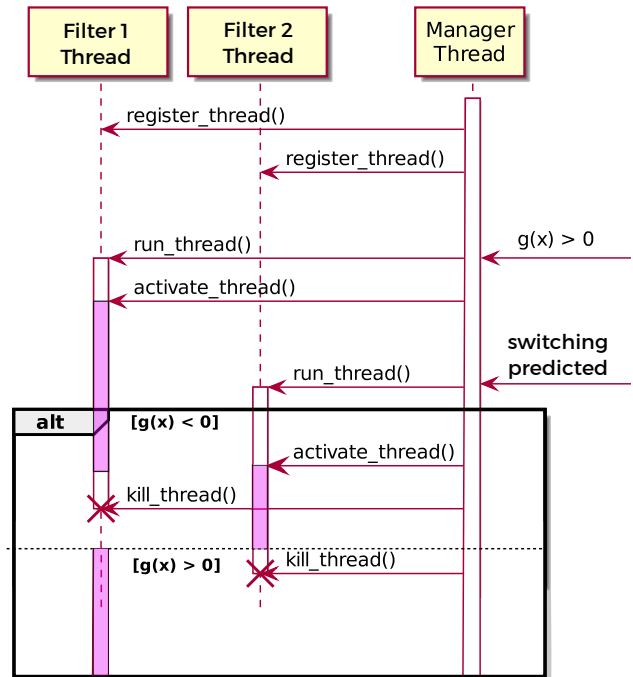 Filter 1
Thread
Filter 2
Thread
Manager
Thread
register_thread()
register_thread()
run_thread()
g(x) > 0
activate_thread()
switching
predicted
run_thread()
alt
[g(x) < 0]
activate_thread()
kill_thread()
[g(x) > 0]
kill_thread()